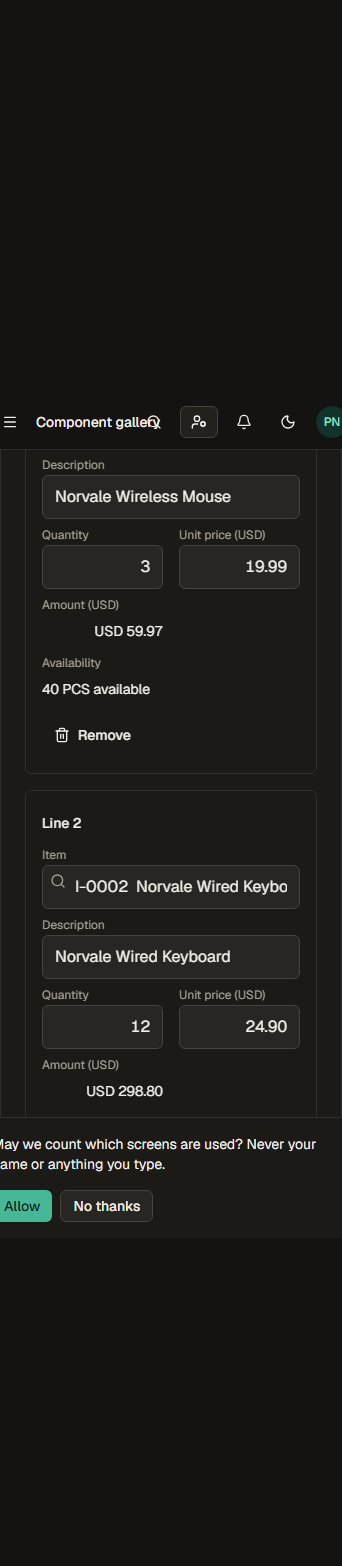 Component gallery
PN
Description
Norvale Wireless Mouse
Quantity
Unit price (USD)
3
19.99
Amount (USD)
USD 59.97
Availability
40 PCS available
Remove
Line 2
Item
I-0002 Norvale Wired Keybo
Description
Norvale Wired Keyboard
Quantity
Unit price (USD)
12
24.90
Amount (USD)
USD 298.80
May we count which screens are used? Never your
ame or anything you type.
Allow
No thanks